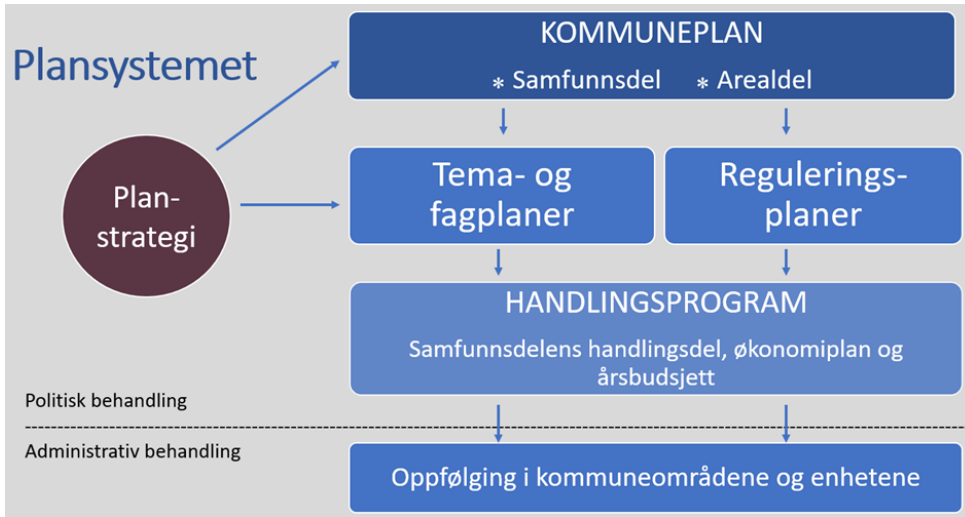 Plansystemet
KOMMUNEPLAN
* Samfunnsdel * Arealdel
Plan-
strategi
Tema- og
fagplaner
Regulerings-
planer
HANDLINGSPROGRAM
Samfunnsdelens handlingsdel, økonomiplan og
årsbudsjett
Politisk behandling
Administrativ behandling
Oppfølging i kommuneområdene og enhetene